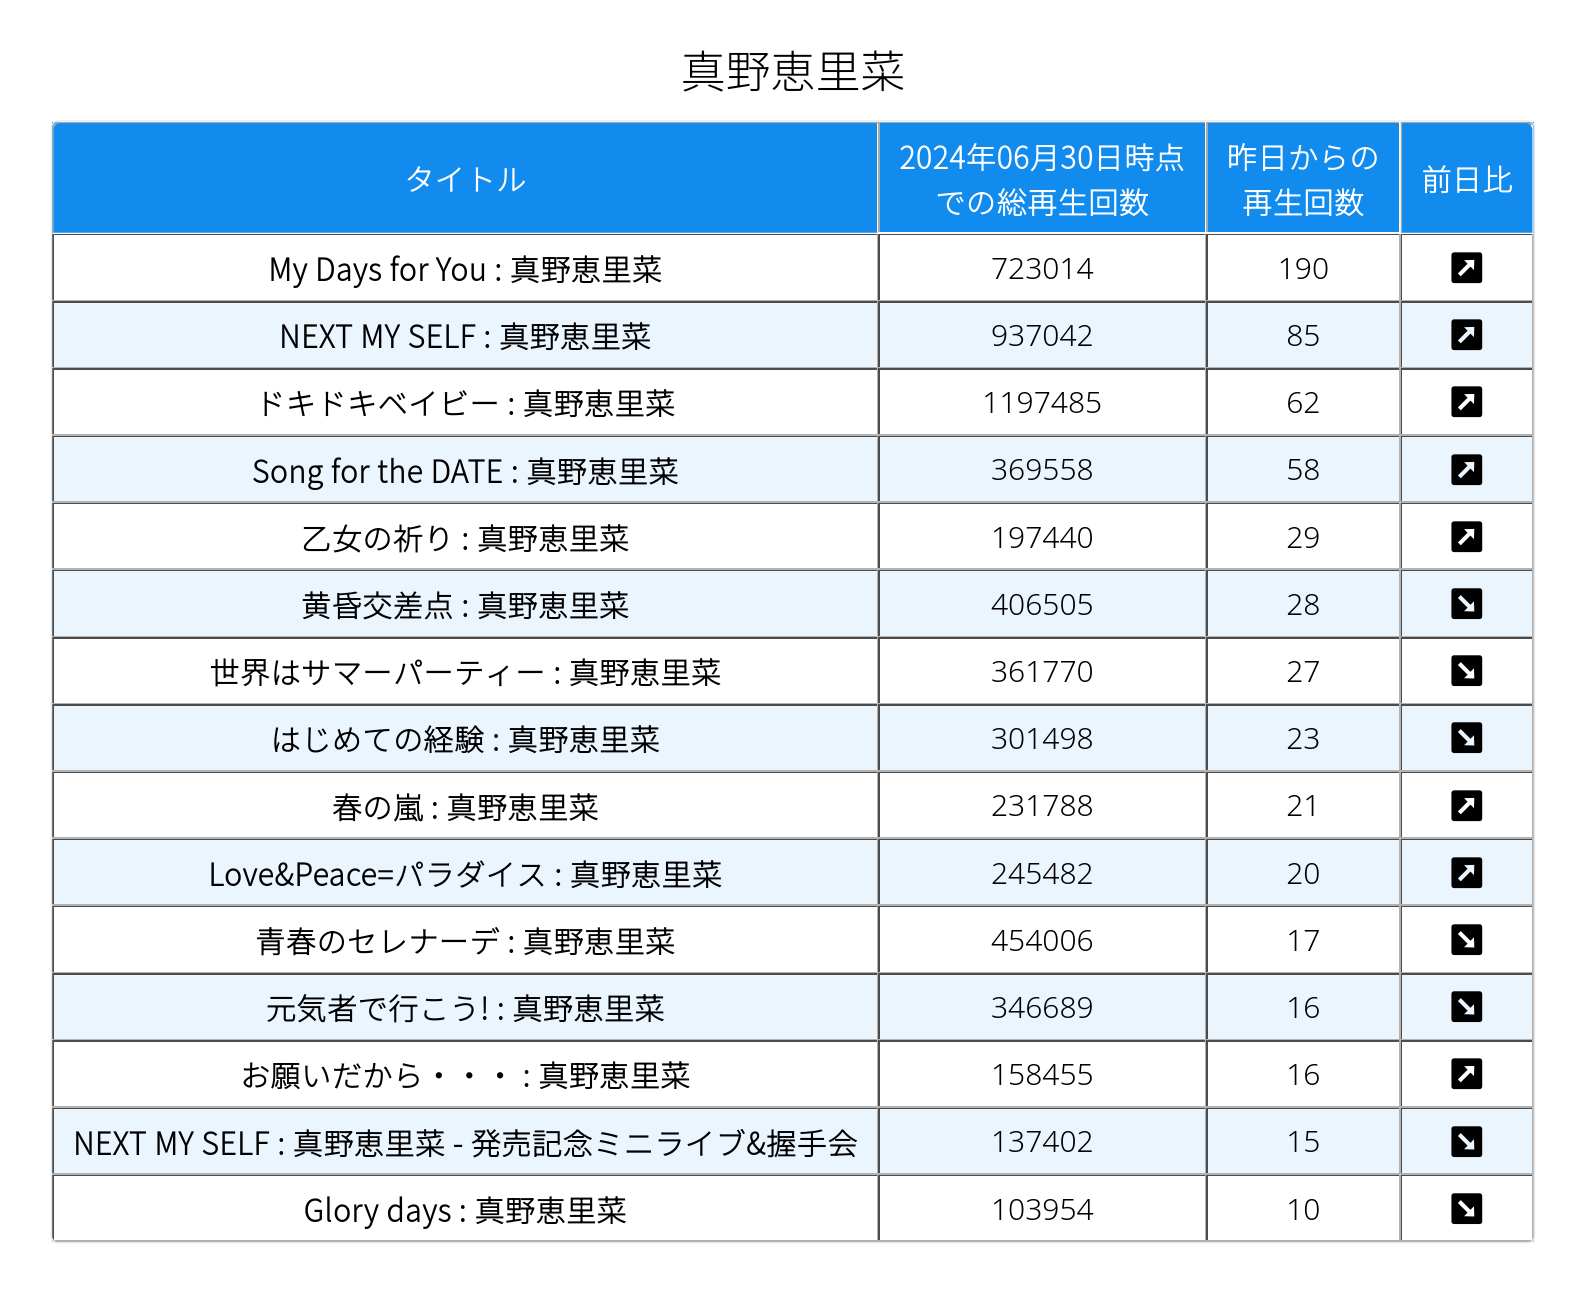 真野恵里菜
タイトル 2024年06月30日時点での総再生回数 昨日からの再生回数 前日比
My Days for You : 真野恵里菜 723014 190 ↗
NEXT MY SELF : 真野恵里菜 937042 85 ↗
ドキドキベイビー : 真野恵里菜 1197485 62 ↗
Song for the DATE : 真野恵里菜 369558 58 ↗
乙女の祈り : 真野恵里菜 197440 29 ↗
黄昏交差点 : 真野恵里菜 406505 28 ↘
世界はサマーパーティー : 真野恵里菜 361770 27 ↘
はじめての経験 : 真野恵里菜 301498 23 ↘
春の嵐 : 真野恵里菜 231788 21 ↗
Love&Peace=パラダイス : 真野恵里菜 245482 20 ↗
青春のセレナーデ : 真野恵里菜 454006 17 ↘
元気者で行こう! : 真野恵里菜 346689 16 ↘
お願いだから・・・ : 真野恵里菜 158455 16 ↗
NEXT MY SELF : 真野恵里菜 - 発売記念ミニライブ&握手会 137402 15 ↘
Glory days : 真野恵里菜 103954 10 ↘